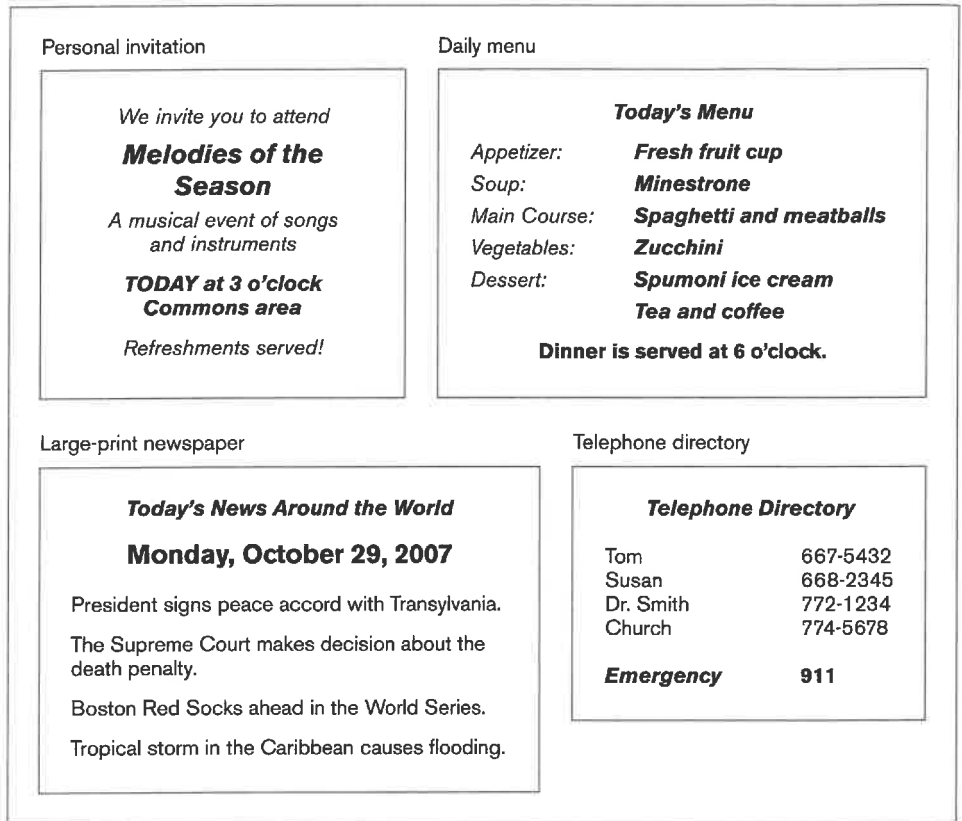 Personal invitation
We invite you to attend
Melodies of the
Season
A musical event of songs
and instruments
TODAY at 3 o'clock
Commons area
Refreshments served!
Daily menu
Today's Menu
Appetizer: Fresh fruit cup
Soup: Minestrone
Main Course: Spaghetti and meatballs
Vegetables: Zucchini
Dessert: Spumoni ice cream
Tea and coffee
Dinner is served at 6 o'clock.
Large-print newspaper
Today's News Around the World
Monday, October 29, 2007
President signs peace accord with Transylvania.
The Supreme Court makes decision about the
death penalty.
Boston Red Socks ahead in the World Series.
Tropical storm in the Caribbean causes flooding.
Telephone directory
Telephone Directory
Tom 667-5432
Susan 668-2345
Dr. Smith 772-1234
Church 774-5678
Emergency 911